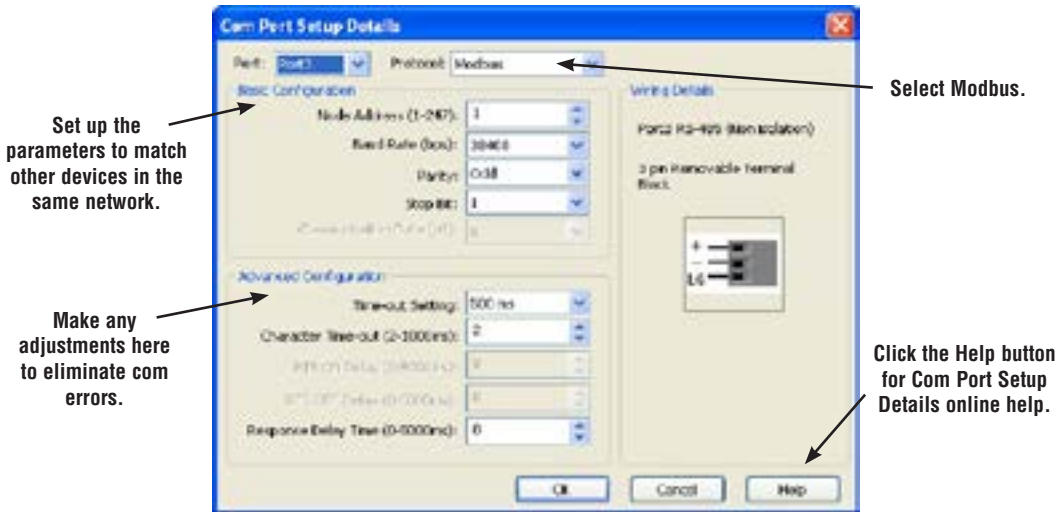 Com Port Setup Details
Port: Port3 Protocol: Modbus
Select Modbus.
Basic Configuration
Wiring Details
Set up the
parameters to match
other devices in the
same network.
Node Address (1-247): 1
Baud Rate (bps): 38400
Parity: Odd
Stop Bit: 1
RS-485 (Non Isolation)
3 pin Removable Terminal
Block
+
−
LG
Advanced Configuration
Time-out Setting: 500 ms
Character Time-out (2-1000ms): 2
Response Delay Time (0-5000ms): 0
Make any
adjustments here
to eliminate com
errors.
Click the Help button
for Com Port Setup
Details online help.
OK Cancel Help